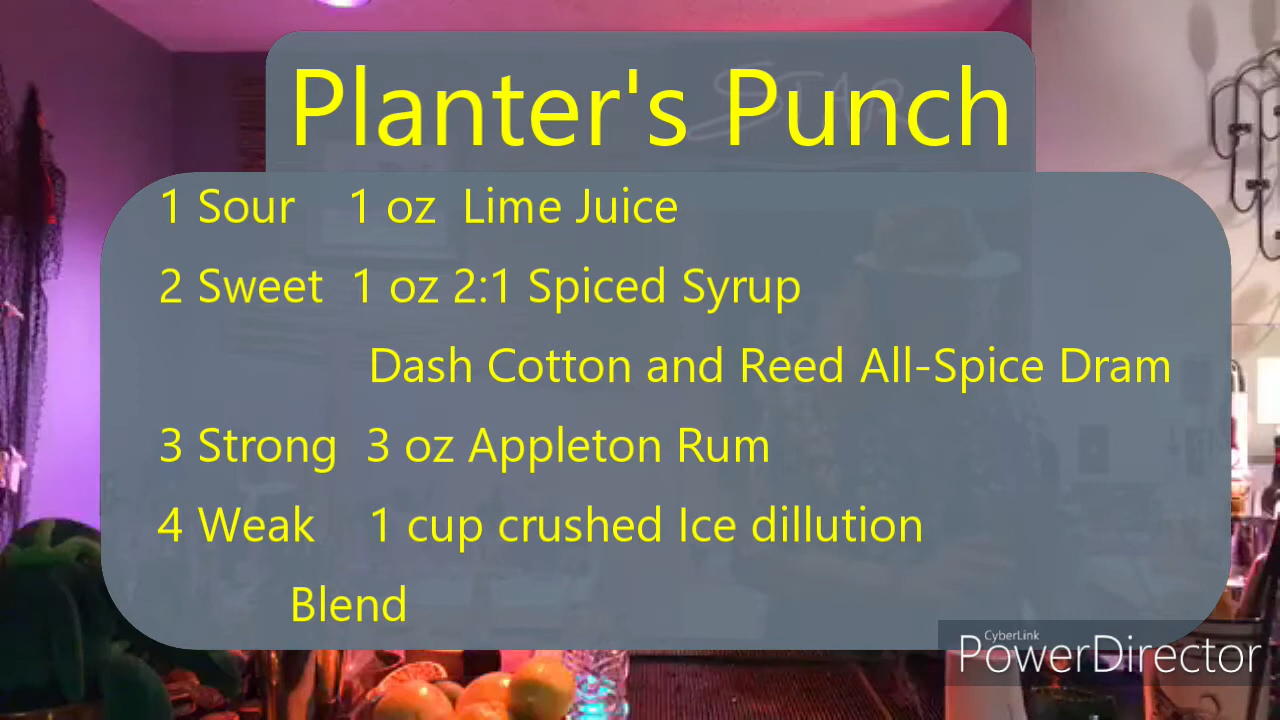 Planter's Punch
1 Sour 1 oz Lime Juice
2 Sweet 1 oz 2:1 Spiced Syrup
Dash Cotton and Reed All-Spice Dram
3 Strong 3 oz Appleton Rum
4 Weak 1 cup crushed Ice dillution
Blend
CyberLink
PowerDirector